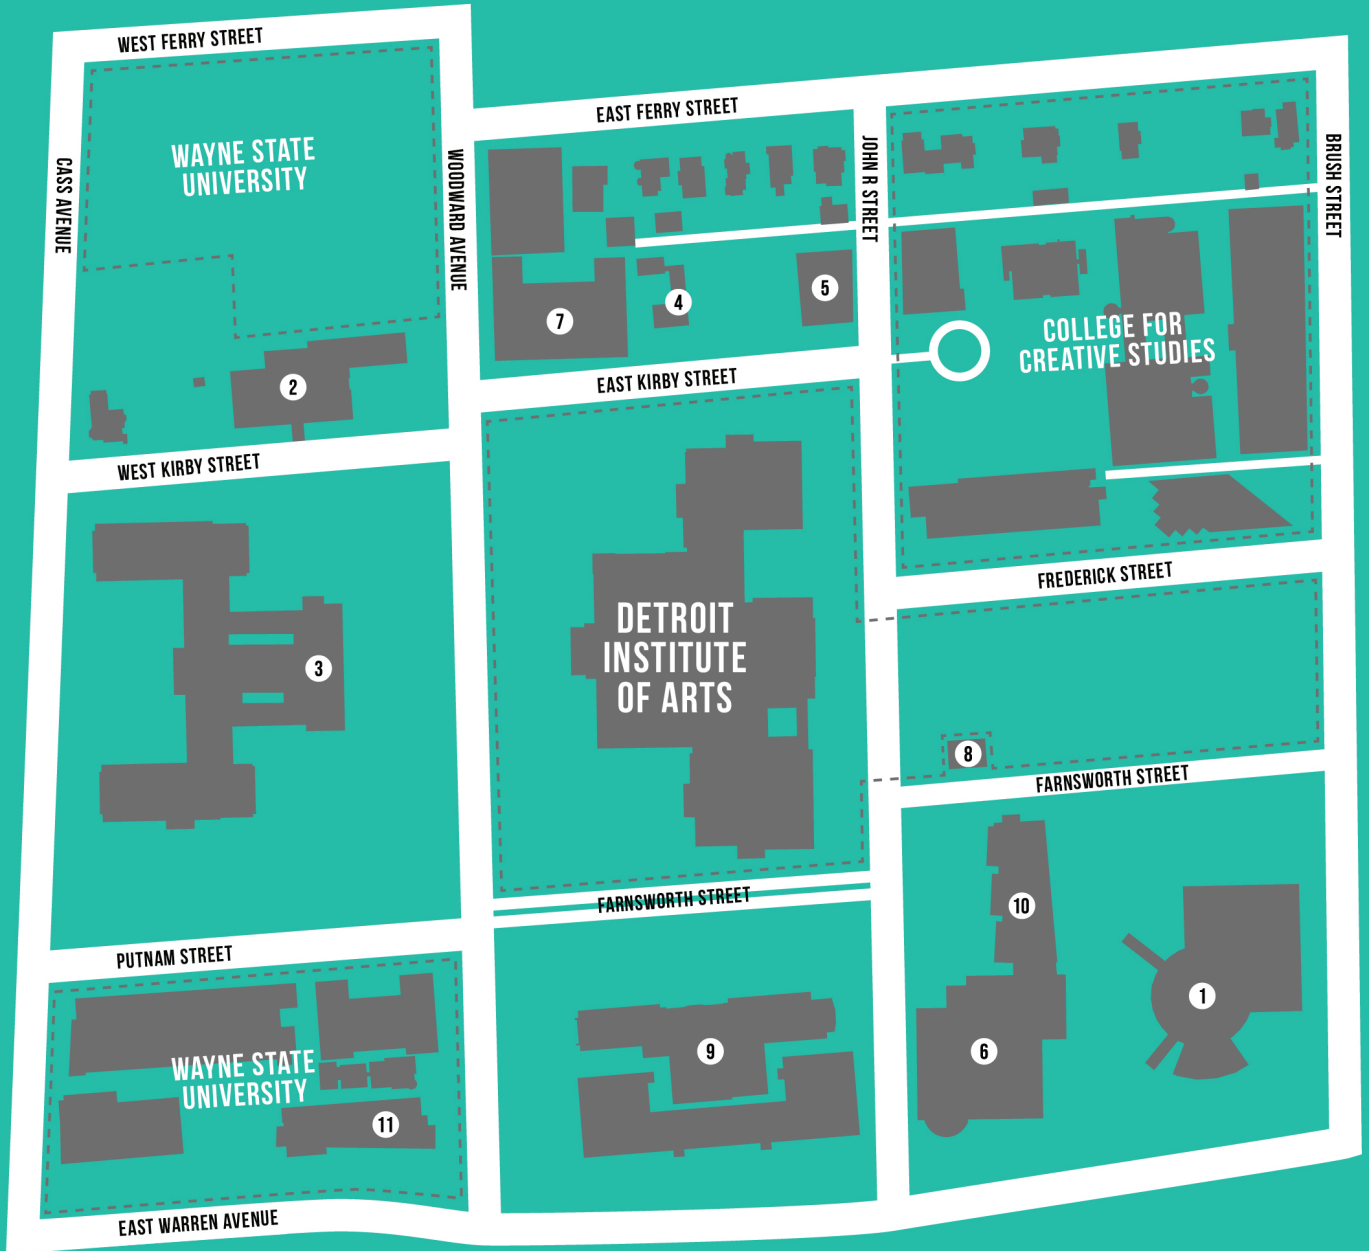 WEST FERRY STREET
EAST FERRY STREET
WAYNE STATE
UNIVERSITY
CASS AVENUE
WOODWARD AVENUE
JOHN R STREET
BRUSH STREET
4
5
7
COLLEGE FOR
CREATIVE STUDIES
2
EAST KIRBY STREET
WEST KIRBY STREET
FREDERICK STREET
DETROIT
INSTITUTE
OF ARTS
3
8
FARNSWORTH STREET
FARNSWORTH STREET
10
PUTNAM STREET
1
9
6
WAYNE STATE
UNIVERSITY
11
EAST WARREN AVENUE